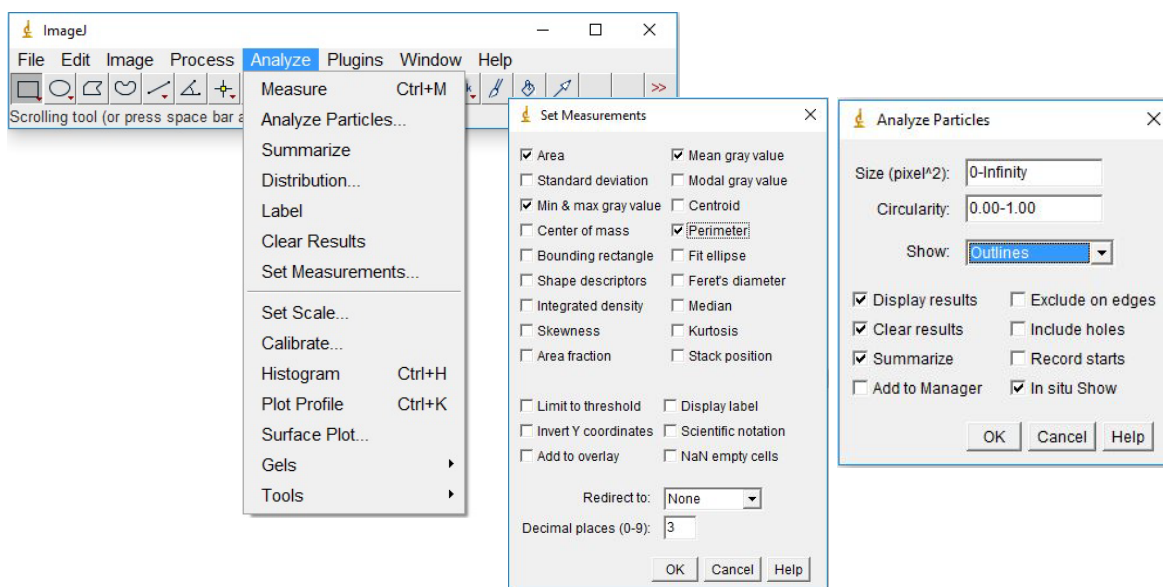 ImageJ
File Edit Image Process Analyze Plugins Window Help
Scrolling tool (or press space bar a
>>
Measure Ctrl+M
Analyze Particles...
Summarize
Distribution...
Label
Clear Results
Set Measurements...
Set Scale...
Calibrate...
Histogram Ctrl+H
Plot Profile Ctrl+K
Surface Plot...
Gels
Tools
Set Measurements
Area Mean gray value
Standard deviation Modal gray value
Min & max gray value Centroid
Center of mass Perimeter
Bounding rectangle Fit ellipse
Shape descriptors Feret's diameter
Integrated density Median
Skewness Kurtosis
Area fraction Stack position
Limit to threshold Display label
Invert Y coordinates Scientific notation
Add to overlay NaN empty cells
Redirect to: None
Decimal places (0-9): 3
OK Cancel Help
Analyze Particles
Size (pixel^2): 0-Infinity
Circularity: 0.00-1.00
Show: Outlines
Display results Exclude on edges
Clear results Include holes
Summarize Record starts
Add to Manager In situ Show
OK Cancel Help